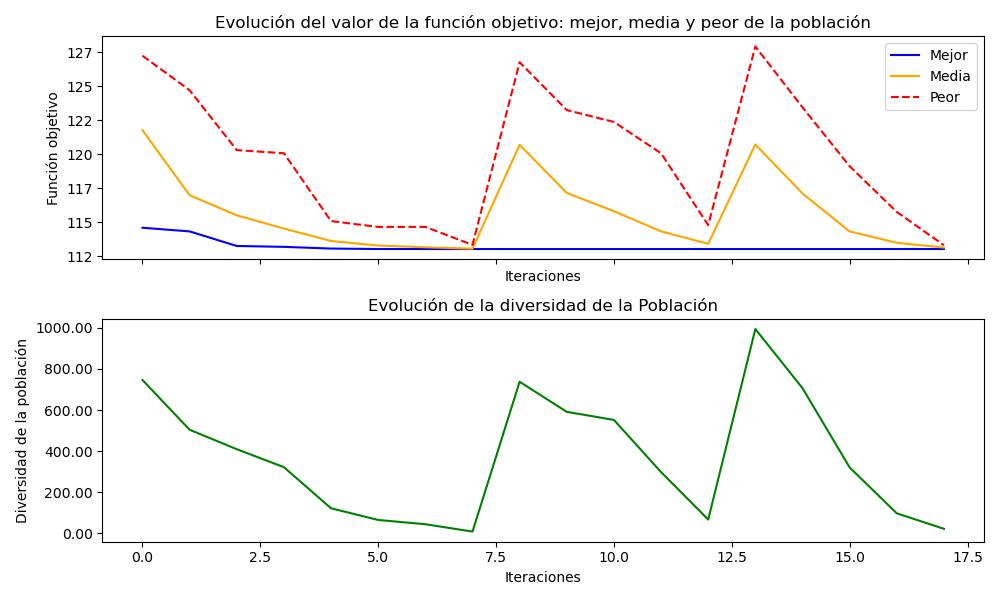 Evolución del valor de la función objetivo: mejor, media y peor de la población
127
125
122
120
117
115
112
Función objetivo
Mejor
Media
Peor
Iteraciones
Evolución de la diversidad de la Población
1000.00
800.00
600.00
400.00
200.00
0.00
Diversidad de la población
0.0 2.5 5.0 7.5 10.0 12.5 15.0 17.5
Iteraciones